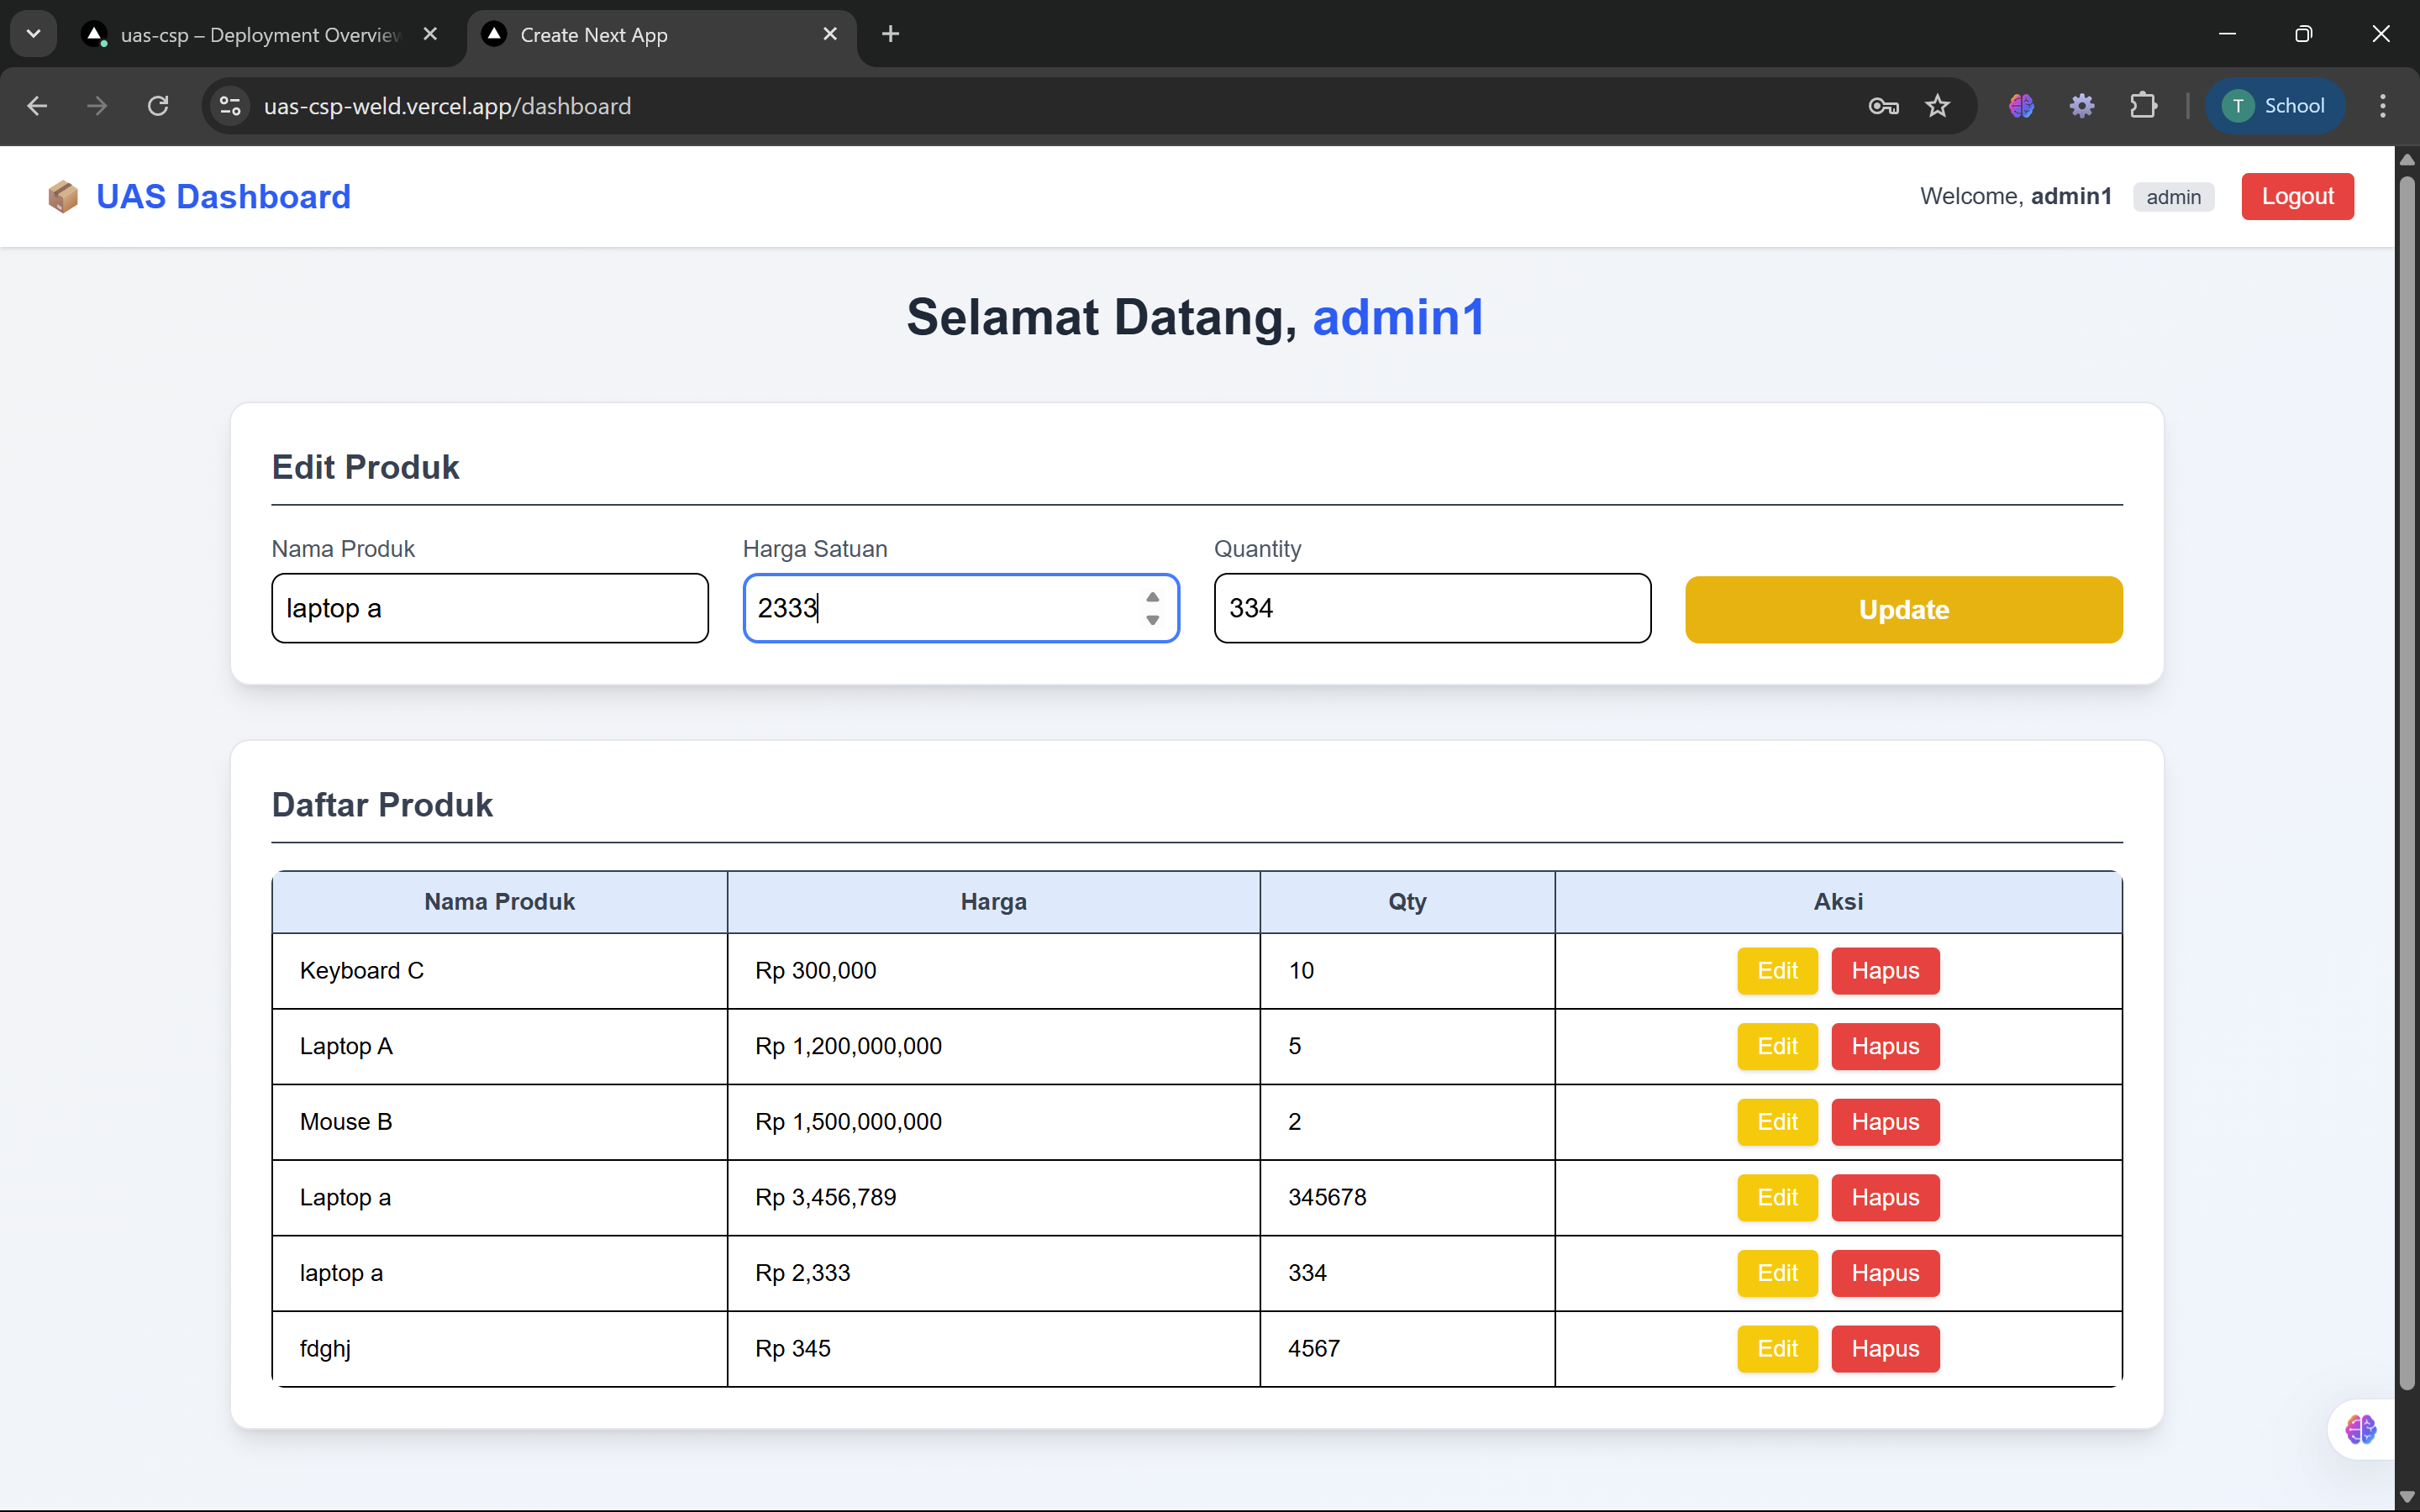 uas-csp – Deployment Overview
Create Next App
uas-csp-weld.vercel.app/dashboard
T School
UAS Dashboard
Welcome, admin1 admin Logout
Selamat Datang, admin1
Edit Produk
Nama Produk Harga Satuan Quantity
laptop a 2333 334 Update
Daftar Produk
Nama Produk Harga Qty Aksi
Keyboard C Rp 300,000 10 Edit Hapus
Laptop A Rp 1,200,000,000 5 Edit Hapus
Mouse B Rp 1,500,000,000 2 Edit Hapus
Laptop a Rp 3,456,789 345678 Edit Hapus
laptop a Rp 2,333 334 Edit Hapus
fdghj Rp 345 4567 Edit Hapus